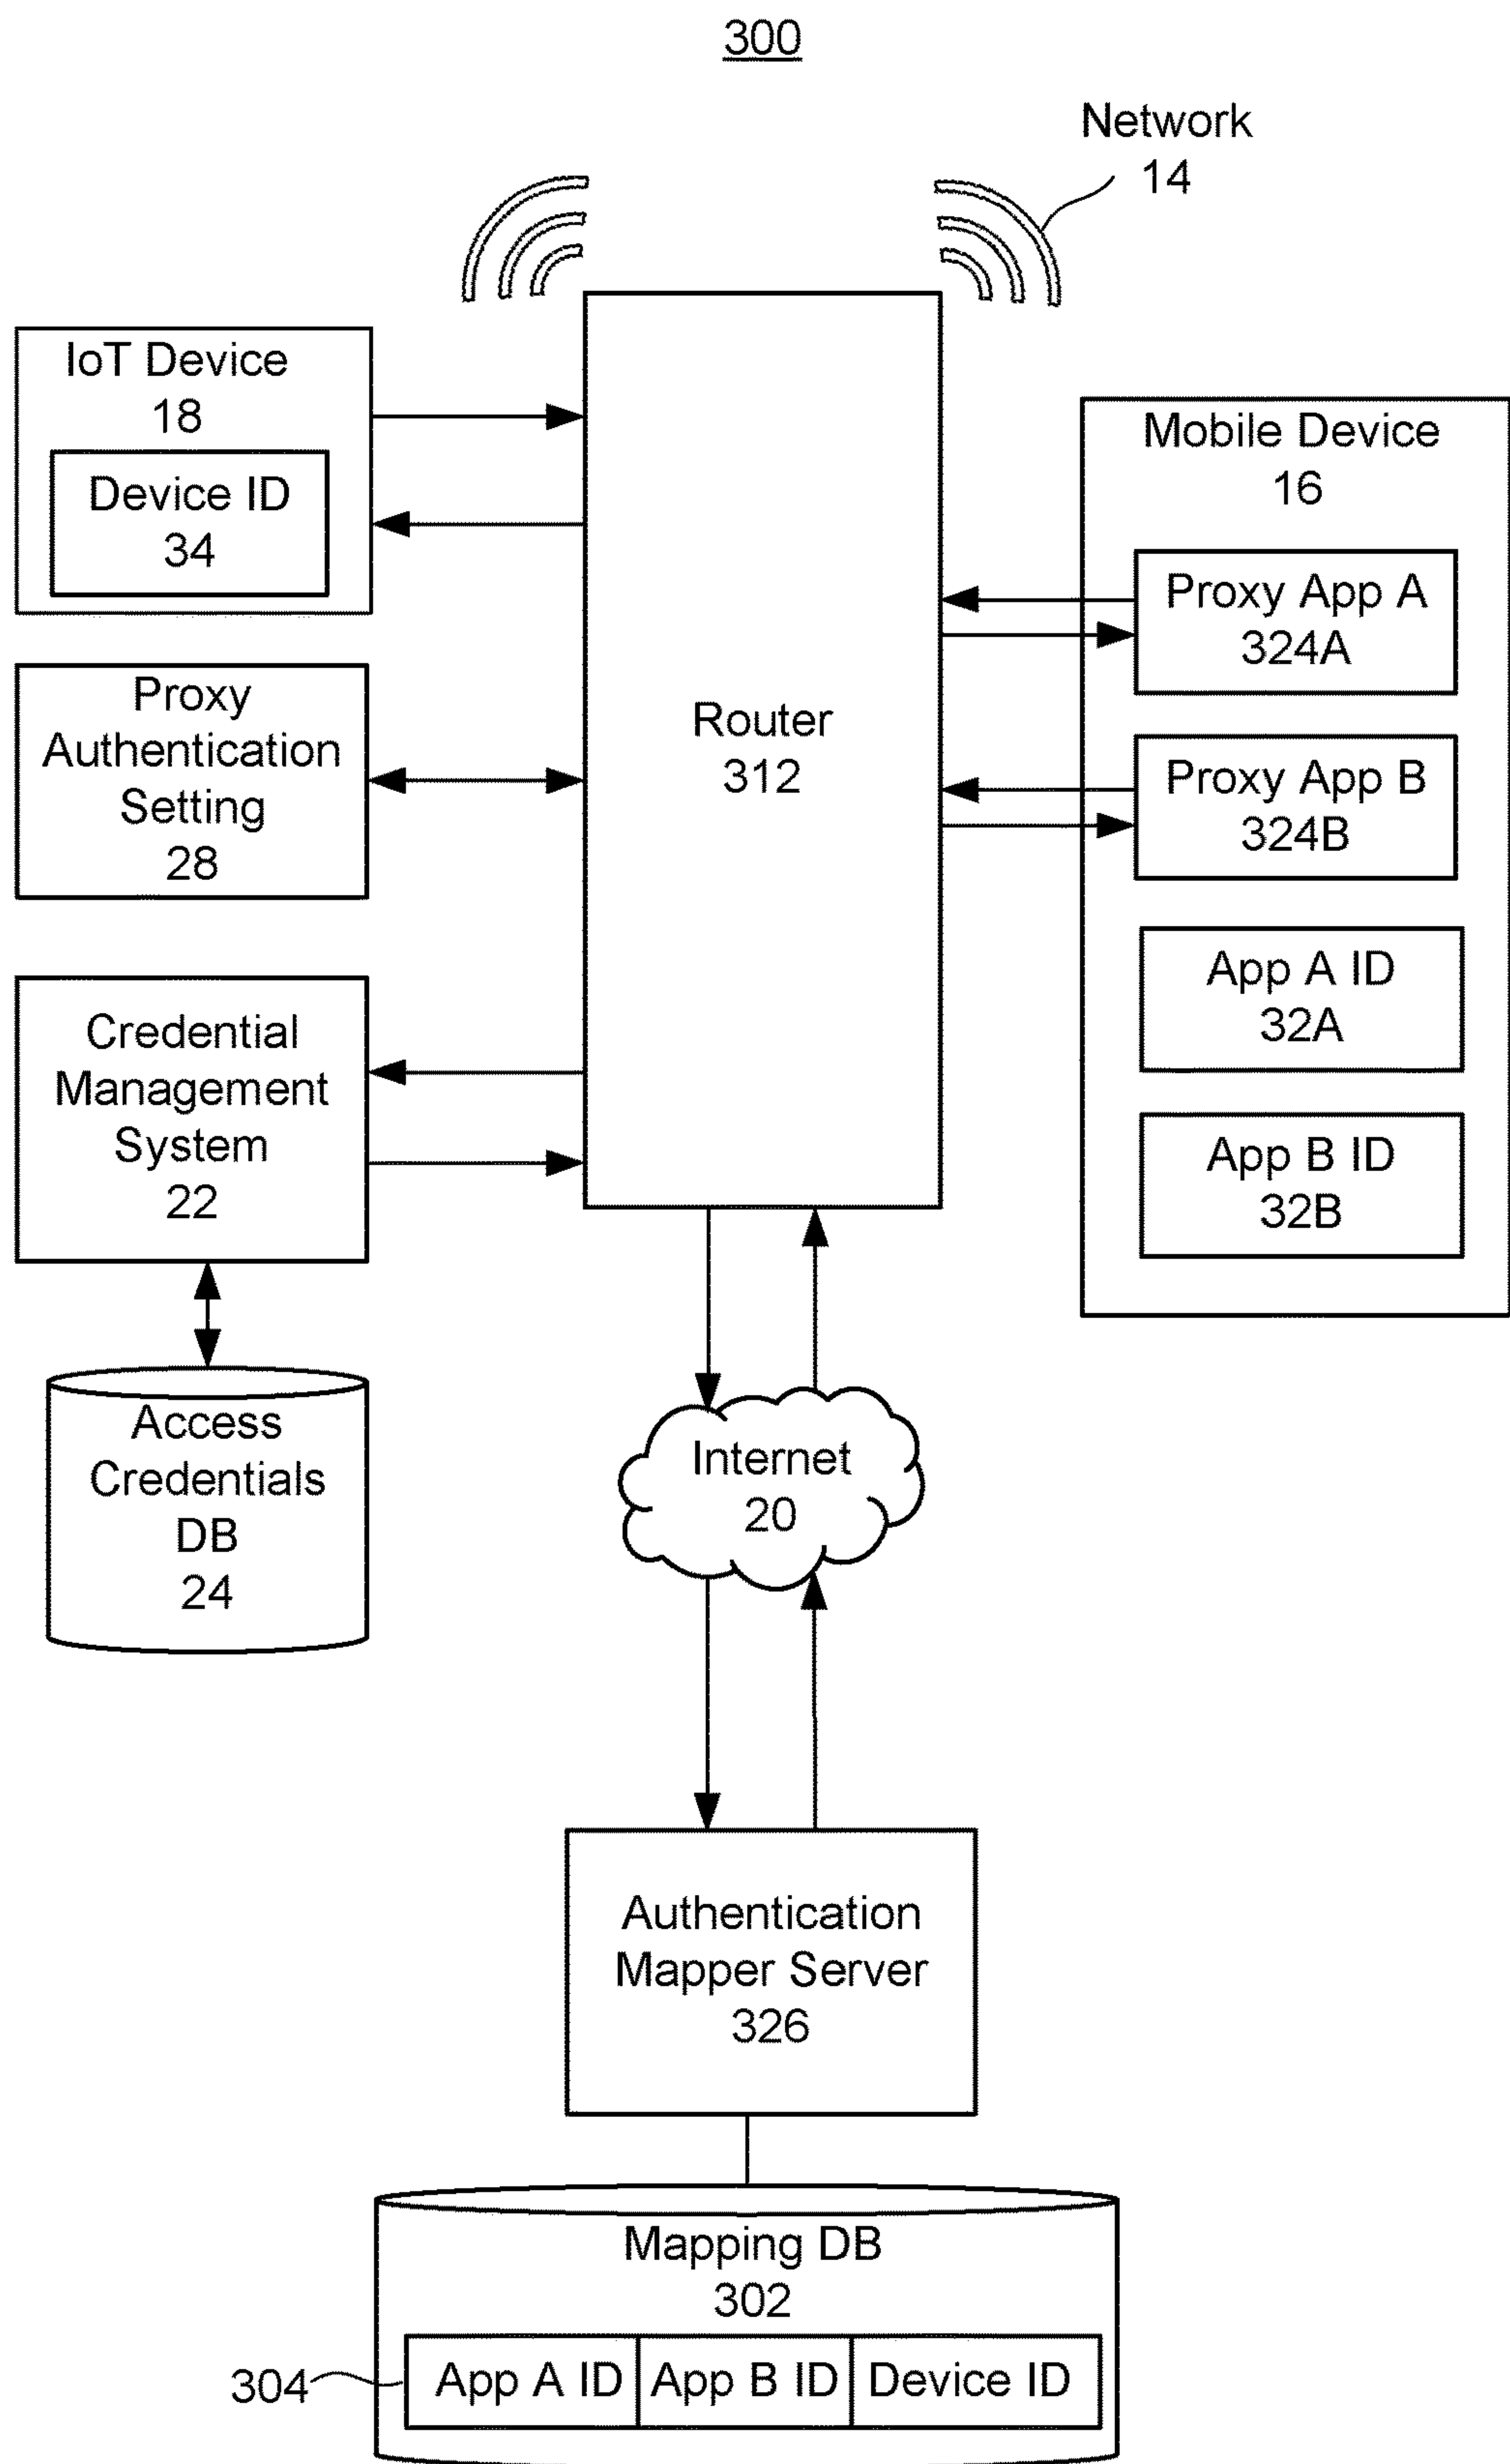 300
Network
14
IoT Device
18
Device ID
34
Mobile Device
16
Proxy App A
324A
Proxy
Authentication
Setting
28
Router
312
Proxy App B
324B
App A ID
32A
App B ID
32B
Credential
Management
System
22
Access
Credentials
DB
24
Internet
20
Authentication
Mapper Server
326
Mapping DB
302
304
App A ID
App B ID
Device ID